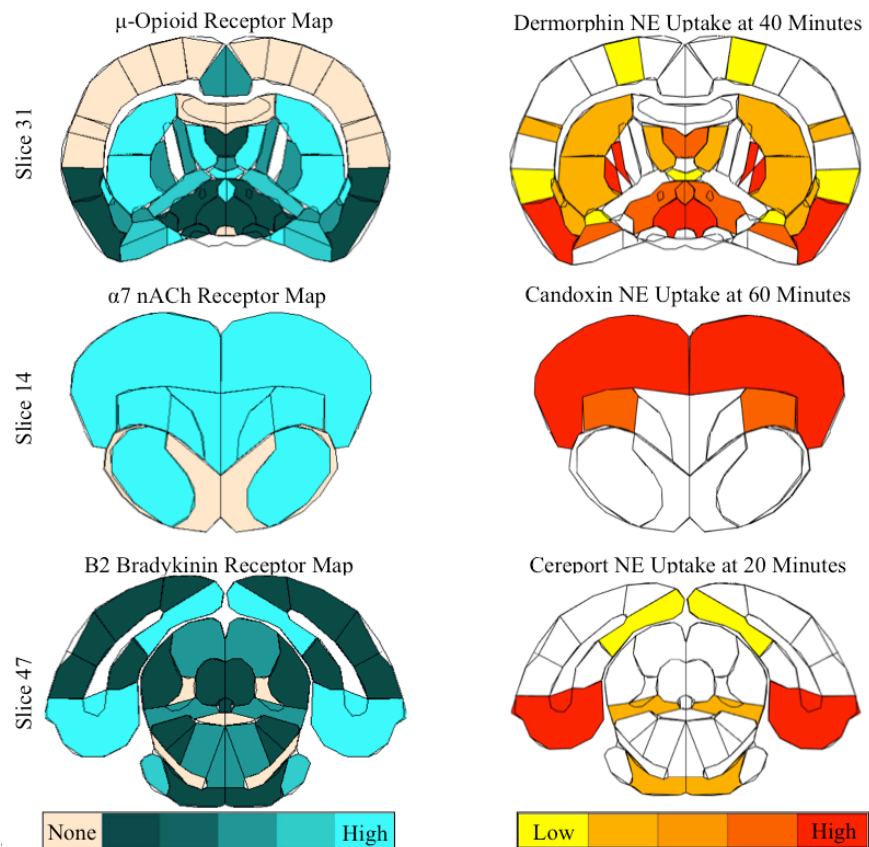 μ-Opioid Receptor Map
Dermorphin NE Uptake at 40 Minutes
Slice 31
α7 nACh Receptor Map
Candoxin NE Uptake at 60 Minutes
Slice 14
B2 Bradykinin Receptor Map
Cereport NE Uptake at 20 Minutes
Slice 47
None
High
Low
High